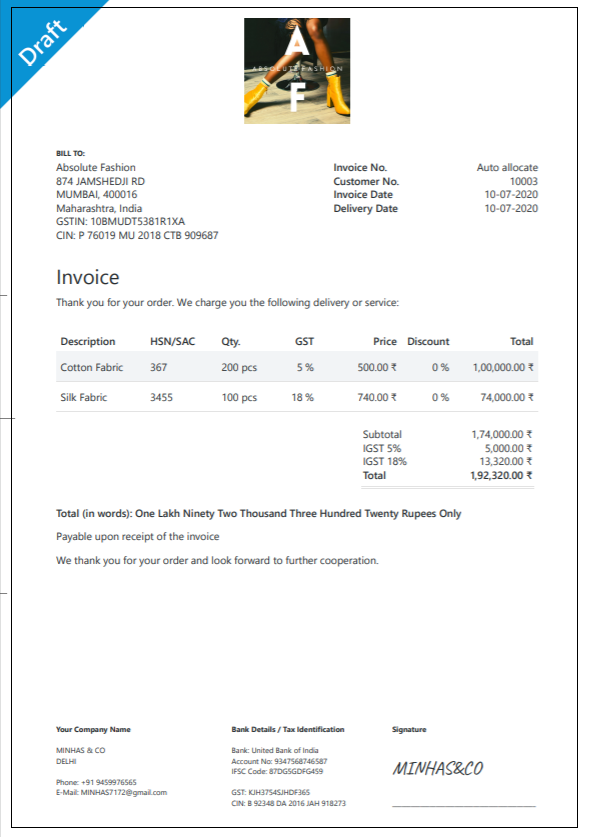 Draft
A
ABSOLUTE FASHION
F
BILL TO:
Absolute Fashion
874 JAMSHEDJI RD
MUMBAI, 400016
Maharashtra, India
GSTIN: 10BMUDT5381R1XA
CIN: P 76019 MU 2018 CTB 909687
Invoice No. Auto allocate
Customer No. 10003
Invoice Date 10-07-2020
Delivery Date 10-07-2020
Invoice
Thank you for your order. We charge you the following delivery or service:
Description HSN/SAC Qty. GST Price Discount Total
Cotton Fabric 367 200 pcs 5 % 500.00 ₹ 0 % 1,00,000.00 ₹
Silk Fabric 3455 100 pcs 18 % 740.00 ₹ 0 % 74,000.00 ₹
Subtotal 1,74,000.00 ₹
IGST 5% 5,000.00 ₹
IGST 18% 13,320.00 ₹
Total 1,92,320.00 ₹
Total (in words): One Lakh Ninety Two Thousand Three Hundred Twenty Rupees Only
Payable upon receipt of the invoice
We thank you for your order and look forward to further cooperation.
Your Company Name
MINHAS & CO
DELHI
Phone: +91 9459976565
E-Mail: MINHAS7172@gmail.com
Bank Details / Tax Identification
Bank: United Bank of India
Account No: 9347568746587
IFSC Code: 87DG5GDFG459
GST: KJH3754SJHDF365
CIN: B 92348 DA 2016 JAH 918273
Signature
MINHAS&CO